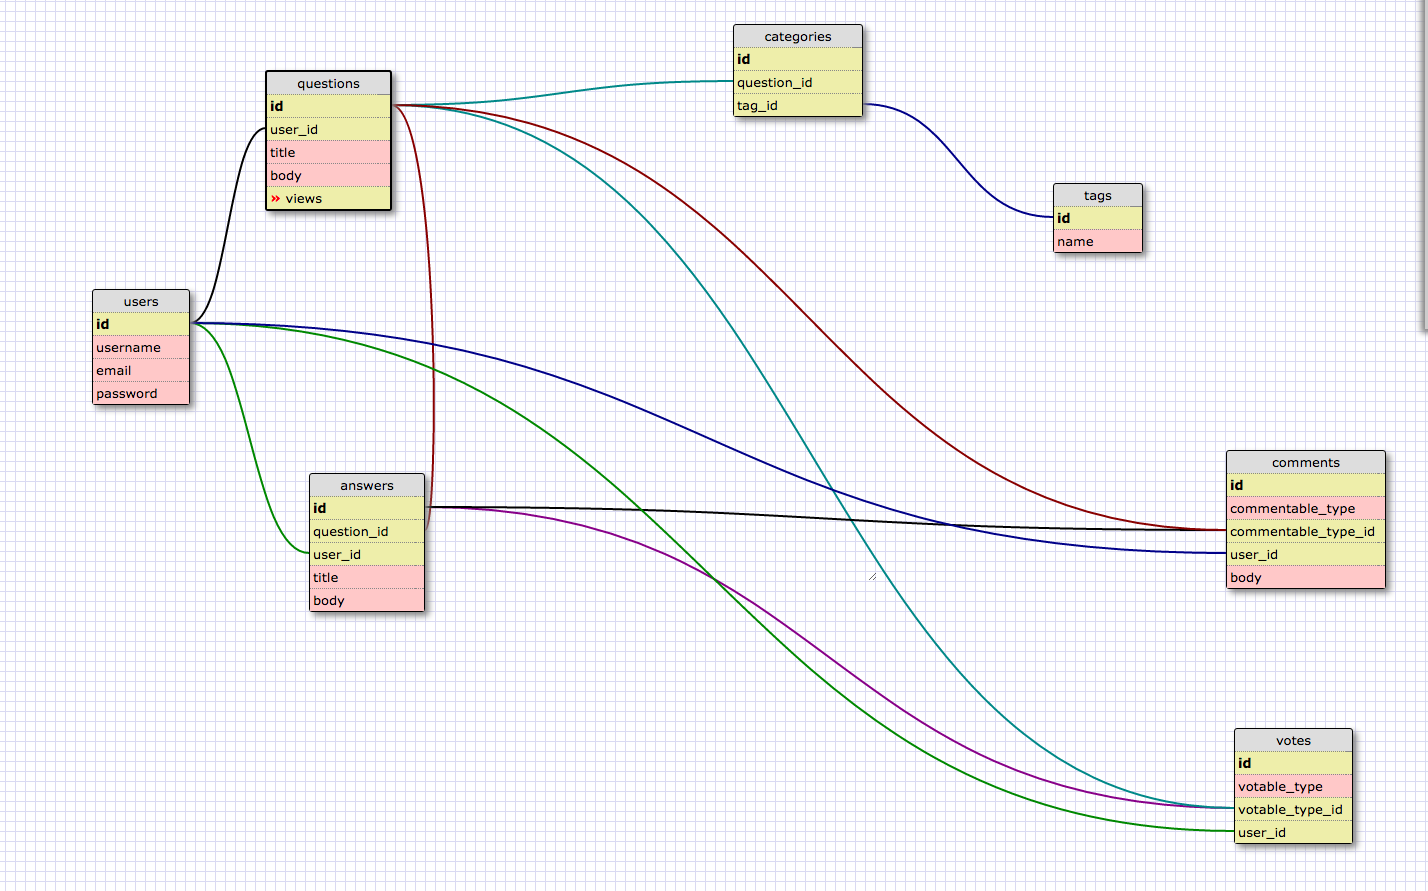 categories
id
question_id
tag_id
questions
id
user_id
title
body
» views
tags
id
name
users
id
username
email
password
answers
id
question_id
user_id
title
body
comments
id
commentable_type
commentable_type_id
user_id
body
votes
id
votable_type
votable_type_id
user_id